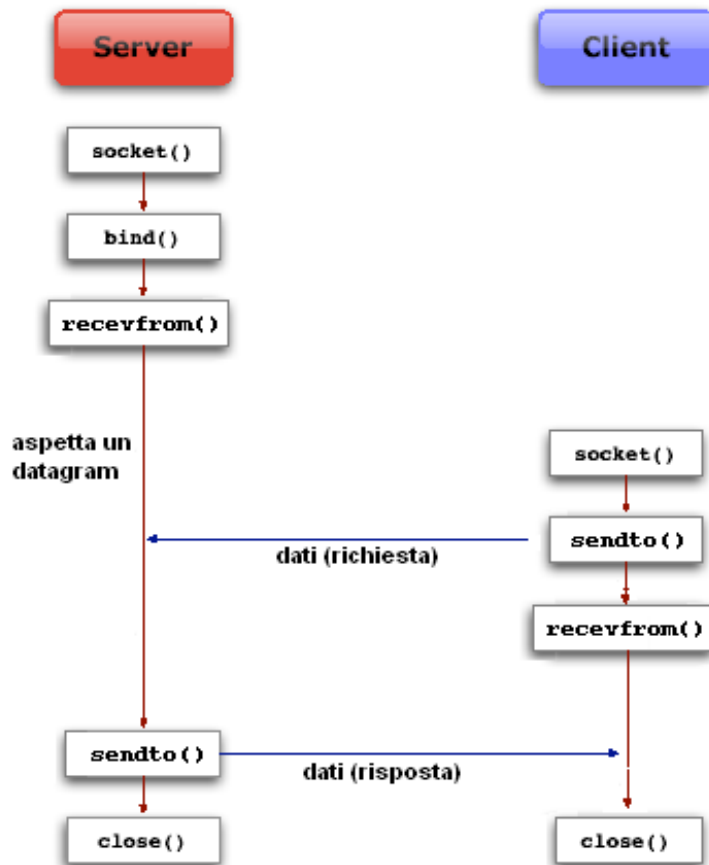 Server
Client
socket()
bind()
recevfrom()
aspetta un
datagram
socket()
sendto()
dati (richiesta)
recevfrom()
sendto()
dati (risposta)
close()
close()